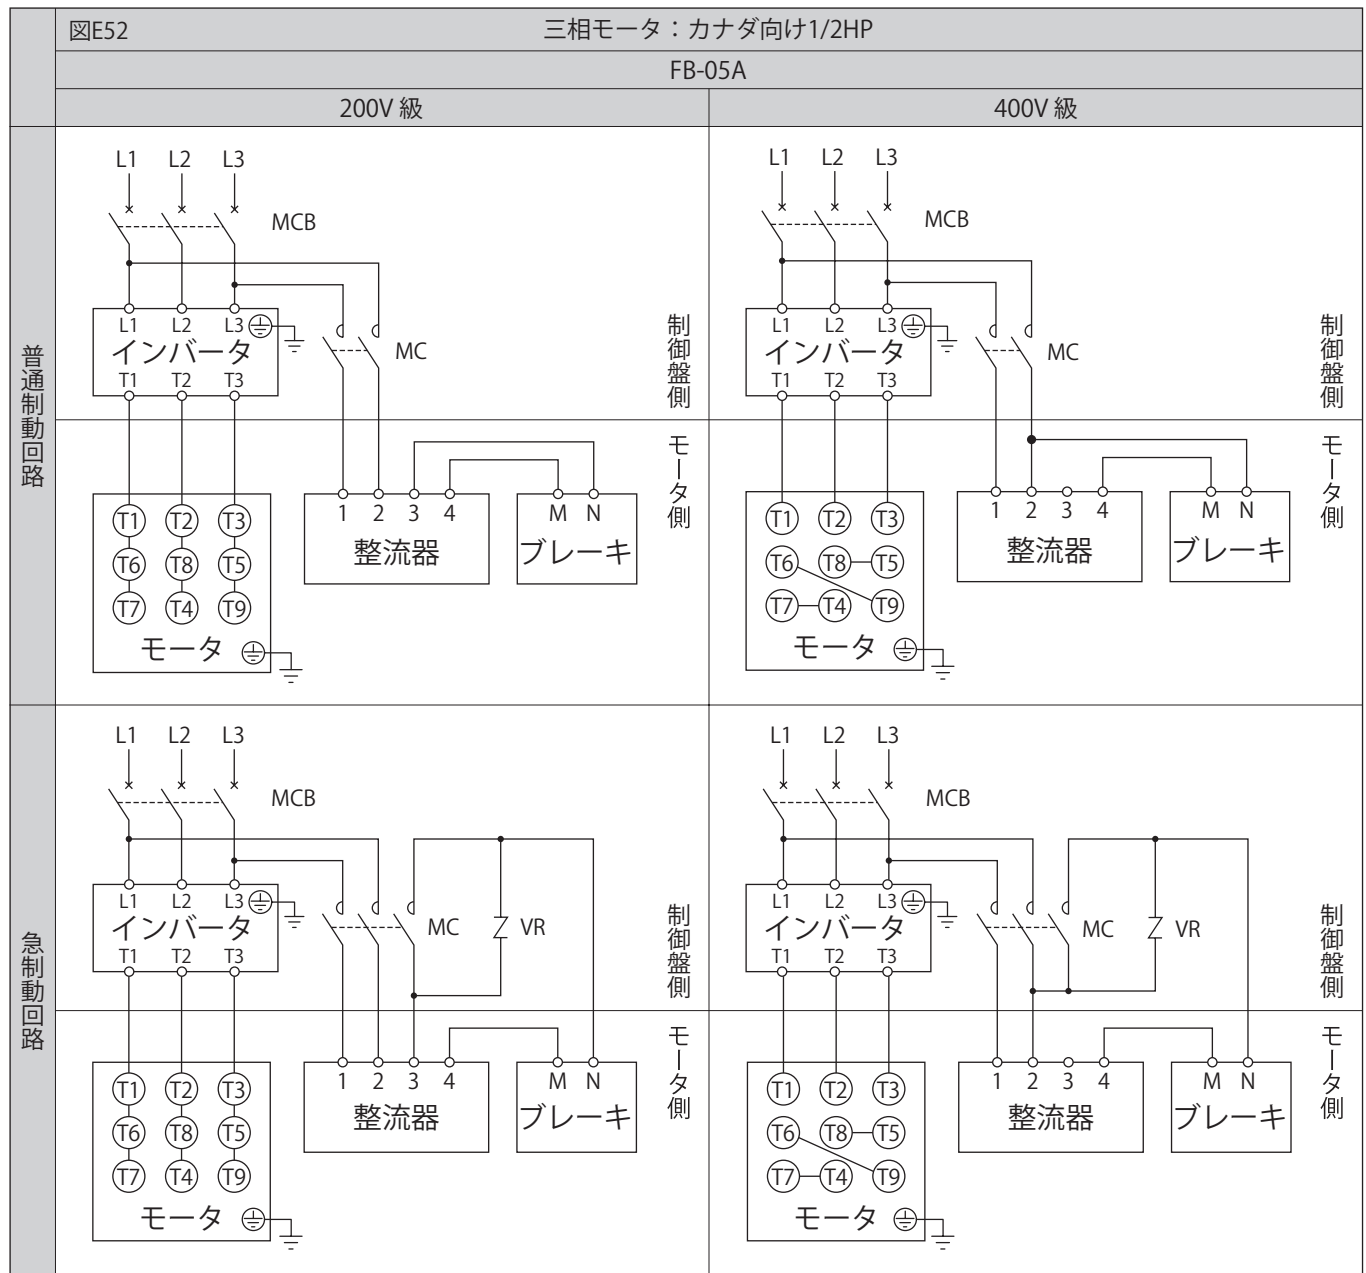 図E52
三相モータ：カナダ向け1/2HP
FB-05A
200V 級
400V 級
普通制動回路
L1 L2 L3
MCB
L1 L2 L3
インバータ
T1 T2 T3
MC
制御盤側
モータ側
T1 T2 T3
T6 T8 T5
T7 T4 T9
モータ
1 2 3 4
整流器
M N
ブレーキ
L1 L2 L3
MCB
L1 L2 L3
インバータ
T1 T2 T3
MC
制御盤側
モータ側
T1 T2 T3
T6 T8 T5
T7 T4 T9
モータ
1 2 3 4
整流器
M N
ブレーキ
急制動回路
L1 L2 L3
MCB
L1 L2 L3
インバータ
T1 T2 T3
MC
VR
制御盤側
モータ側
T1 T2 T3
T6 T8 T5
T7 T4 T9
モータ
1 2 3 4
整流器
M N
ブレーキ
L1 L2 L3
MCB
L1 L2 L3
インバータ
T1 T2 T3
MC
VR
制御盤側
モータ側
T1 T2 T3
T6 T8 T5
T7 T4 T9
モータ
1 2 3 4
整流器
M N
ブレーキ